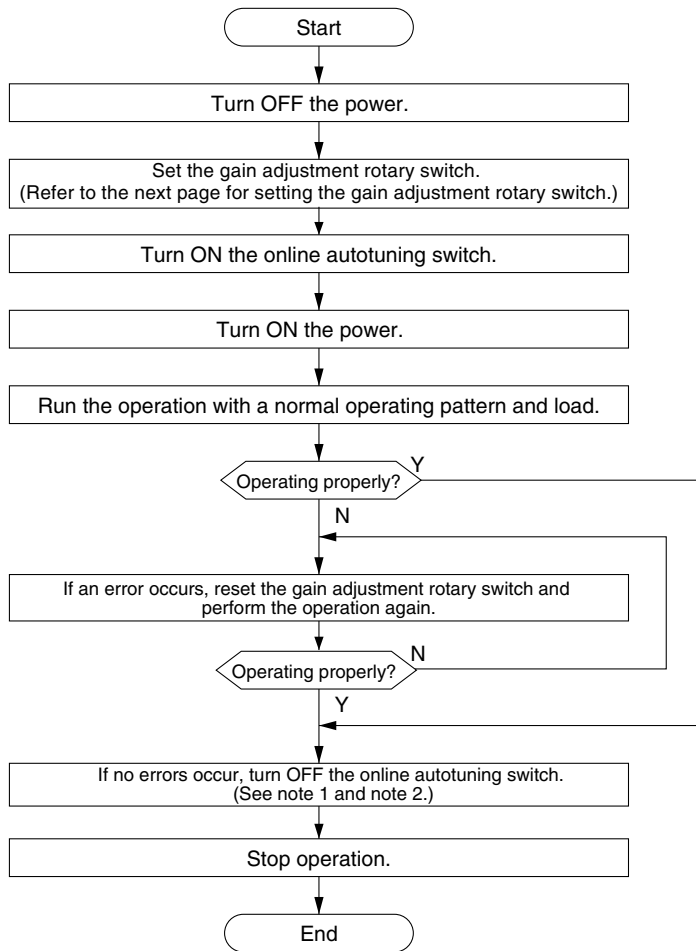 Start
Turn OFF the power.
Set the gain adjustment rotary switch.
(Refer to the next page for setting the gain adjustment rotary switch.)
Turn ON the online autotuning switch.
Turn ON the power.
Run the operation with a normal operating pattern and load.
Operating properly?
Y
N
If an error occurs, reset the gain adjustment rotary switch and
perform the operation again.
Operating properly?
N
Y
If no errors occur, turn OFF the online autotuning switch.
(See note 1 and note 2.)
Stop operation.
End